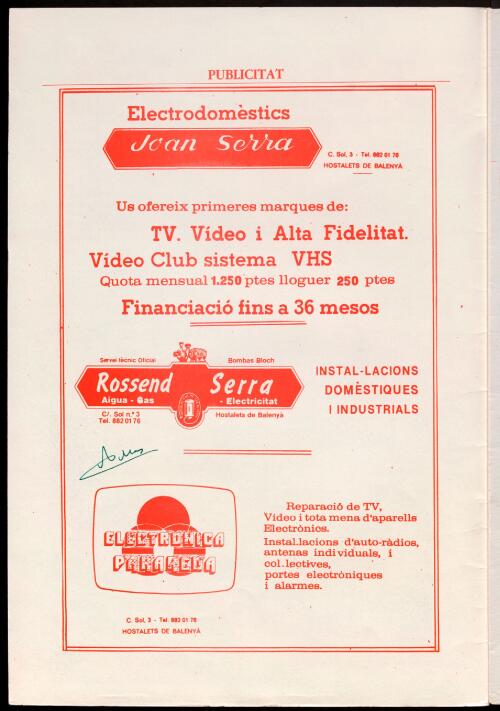 PUBLICITAT
Electrodomèstics
Joan Serra
C. Sol, 3 - Tel. 882 01 76
HOSTALETS DE BALENYÀ
Us ofereix primeres marques de:
TV. Vídeo i Alta Fidelitat.
Vídeo Club sistema VHS
Quota mensual 1.250 ptes lloguer 250 ptes
Financiació fins a 36 mesos
Servei tècnic Oficial
Bombas Bloch
Rossend Serra
Aigua - Gas - Electricitat
C/. Sol n.º 3
Tel. 882 01 76
Hostalets de Balenyà
INSTAL-LACIONS
DOMÈSTIQUES
I INDUSTRIALS
ELECTRONICA
PARAREDA
Reparació de TV,
Vídeo i tota mena d'aparells
Electrònics.
Instal.lacions d'auto-ràdios,
antenas individuals, i
col.lectives,
portes electròniques
i alarmes.
C. Sol, 3 - Tel. 882 01 76
HOSTALETS DE BALENYÀ